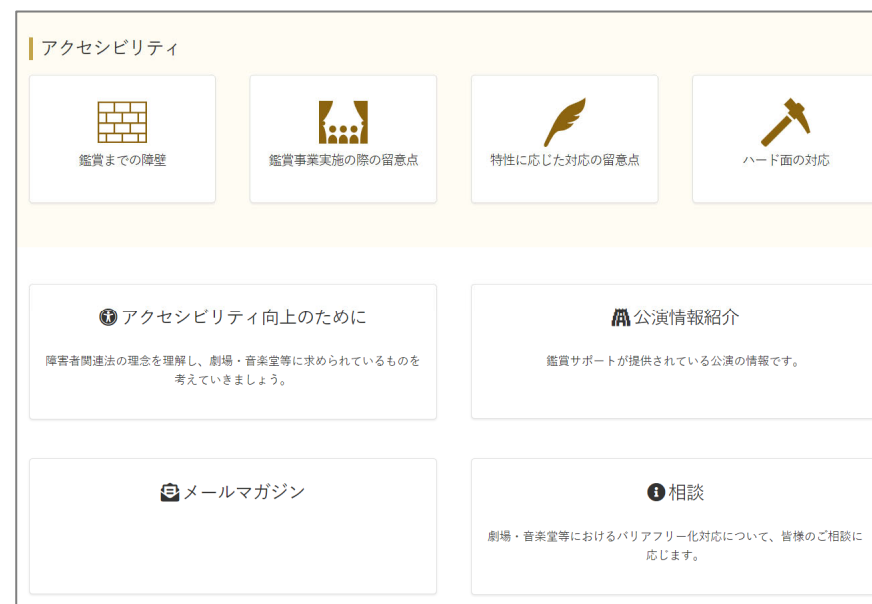 アクセシビリティ
鑑賞までの障壁
鑑賞事業実施の際の留意点
特性に応じた対応の留意点
ハード面の対応
アクセシビリティ向上のために
障害者関連法の理念を理解し、劇場・音楽堂等に求められているものを
考えていきましょう。
公演情報紹介
鑑賞サポートが提供されている公演の情報です。
メールマガジン
相談
劇場・音楽堂等におけるバリアフリー化対応について、皆様のご相談に
応じます。